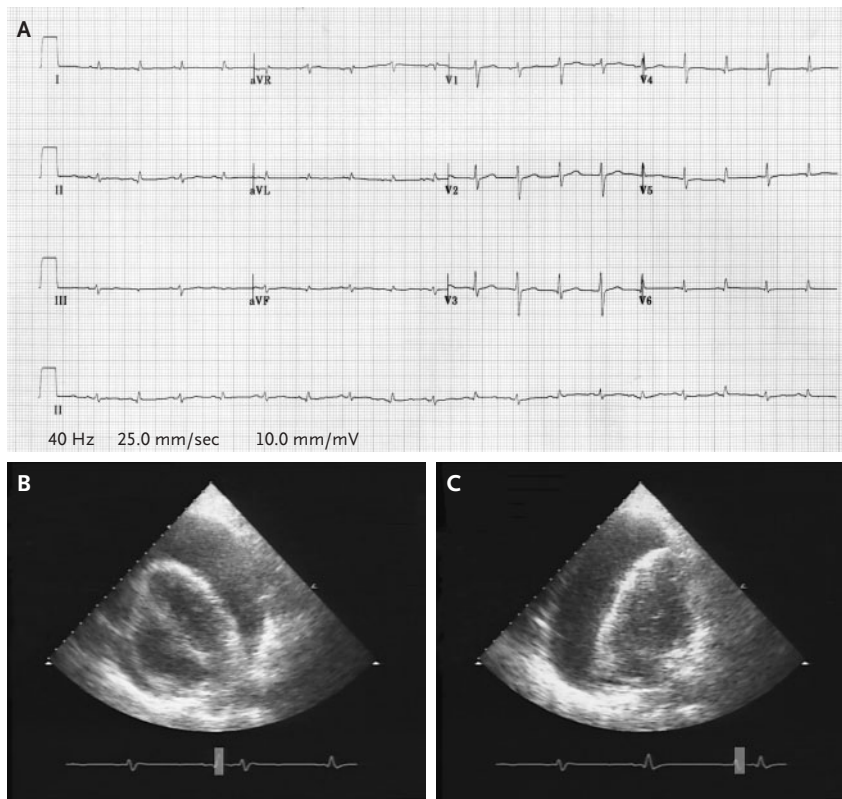 A
I aVR V1 V4
II aVL V2 V5
III aVF V3 V6
II
40 Hz 25.0 mm/sec 10.0 mm/mV
B C